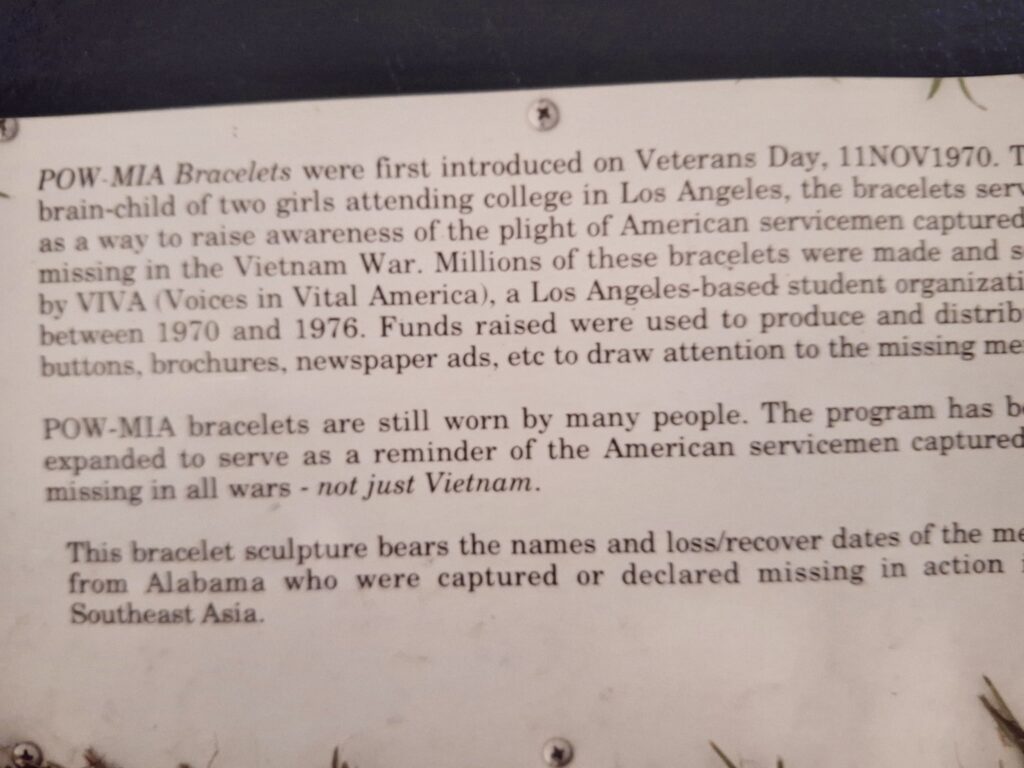 POW-MIA Bracelets were first introduced on Veterans Day, 11NOV1970. T
brain-child of two girls attending college in Los Angeles, the bracelets serv
as a way to raise awareness of the plight of American servicemen captured
missing in the Vietnam War. Millions of these bracelets were made and s
by VIVA (Voices in Vital America), a Los Angeles-based student organizati
between 1970 and 1976. Funds raised were used to produce and distrib
buttons, brochures, newspaper ads, etc to draw attention to the missing me
POW-MIA bracelets are still worn by many people. The program has b
expanded to serve as a reminder of the American servicemen captured
missing in all wars - not just Vietnam.
This bracelet sculpture bears the names and loss/recover dates of the me
from Alabama who were captured or declared missing in action
Southeast Asia.